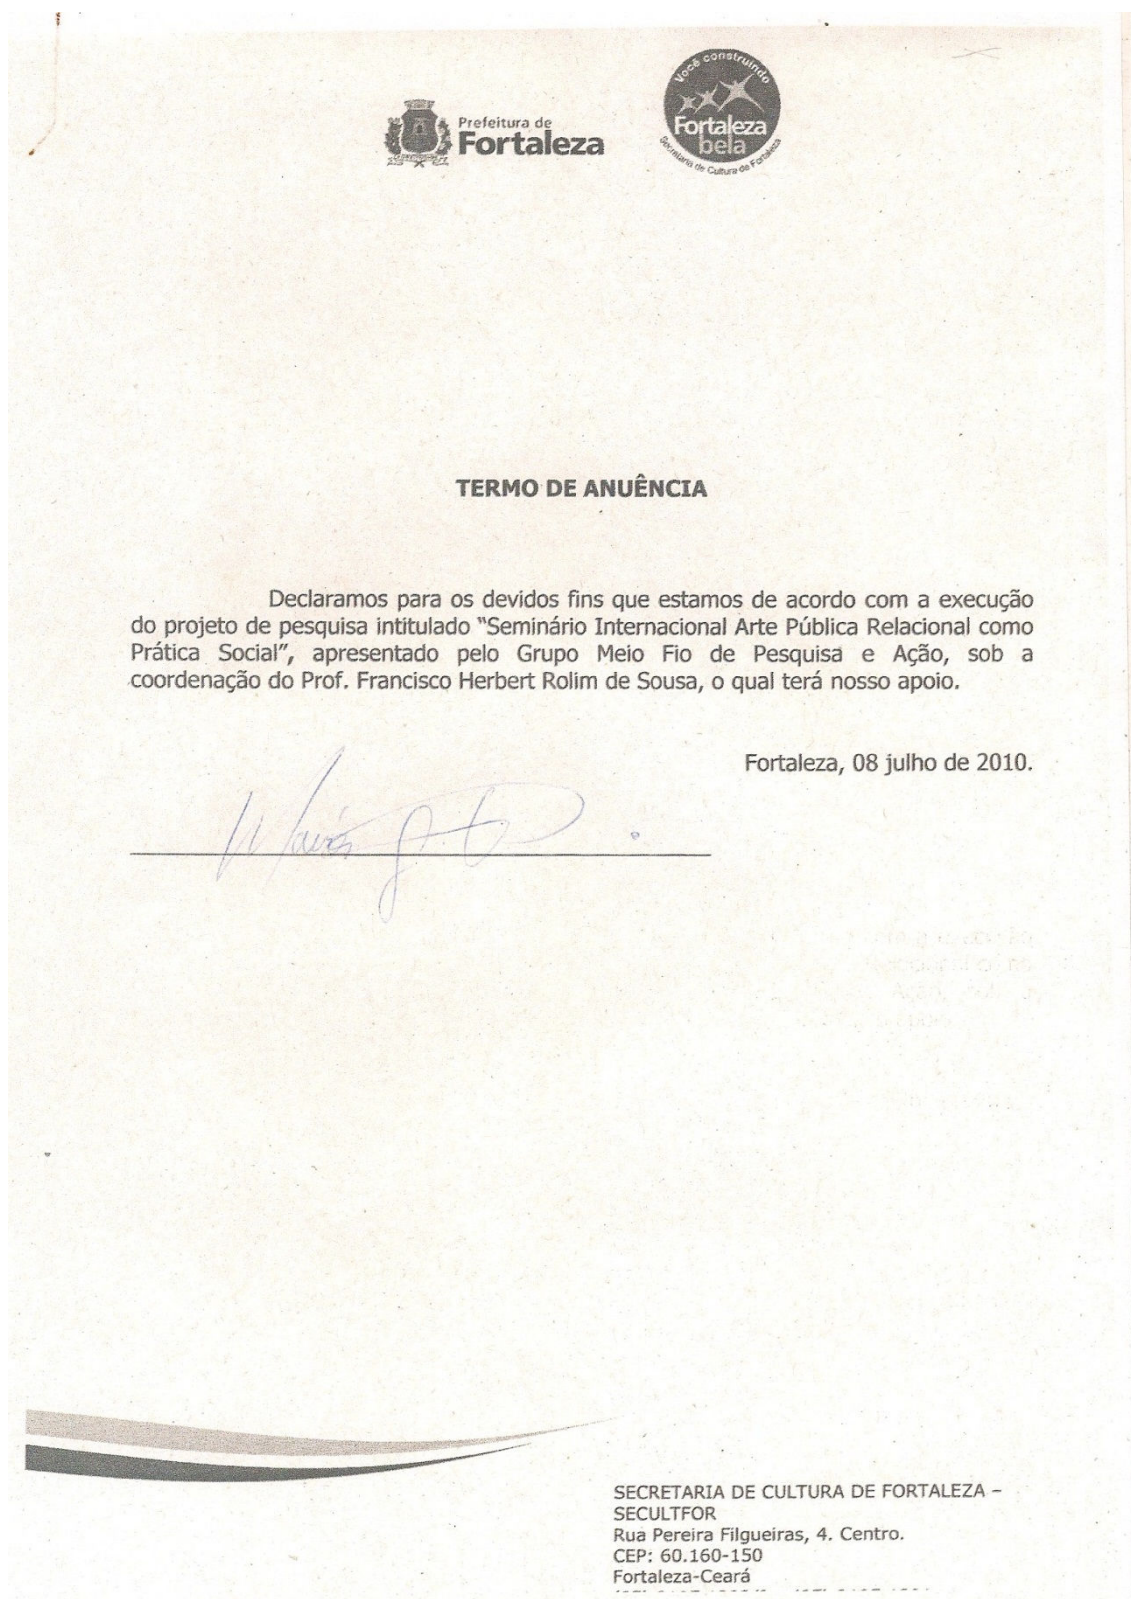 Prefeitura de
Fortaleza
Você construindo
Fortaleza
bela
Secretaria de Cultura de Fortaleza
TERMO DE ANUÊNCIA
Declaramos para os devidos fins que estamos de acordo com a execução
do projeto de pesquisa intitulado “Seminário Internacional Arte Pública Relacional como
Prática Social”, apresentado pelo Grupo Meio Fio de Pesquisa e Ação, sob a
coordenação do Prof. Francisco Herbert Rolim de Sousa, o qual terá nosso apoio.
Fortaleza, 08 julho de 2010.
SECRETARIA DE CULTURA DE FORTALEZA –
SECULTFOR
Rua Pereira Filgueiras, 4. Centro.
CEP: 60.160-150
Fortaleza-Ceará